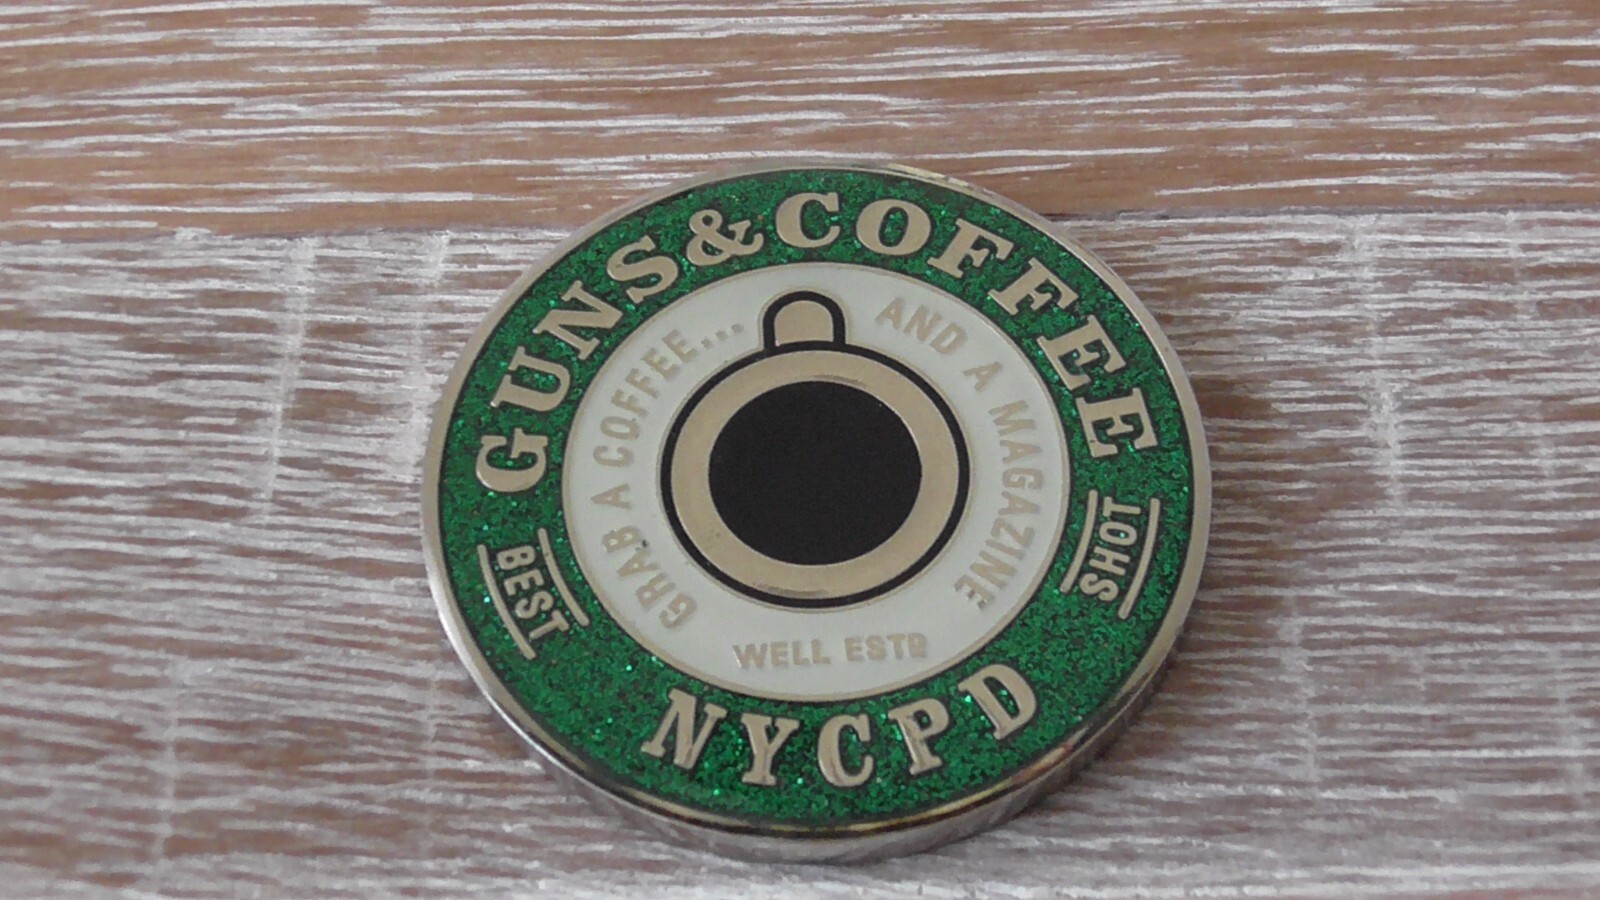 GUNS&COFFEE
GRAB A COFFEE...
AND A MAGAZINE
BEST
SHOT
WELL ESTD
NYCPD